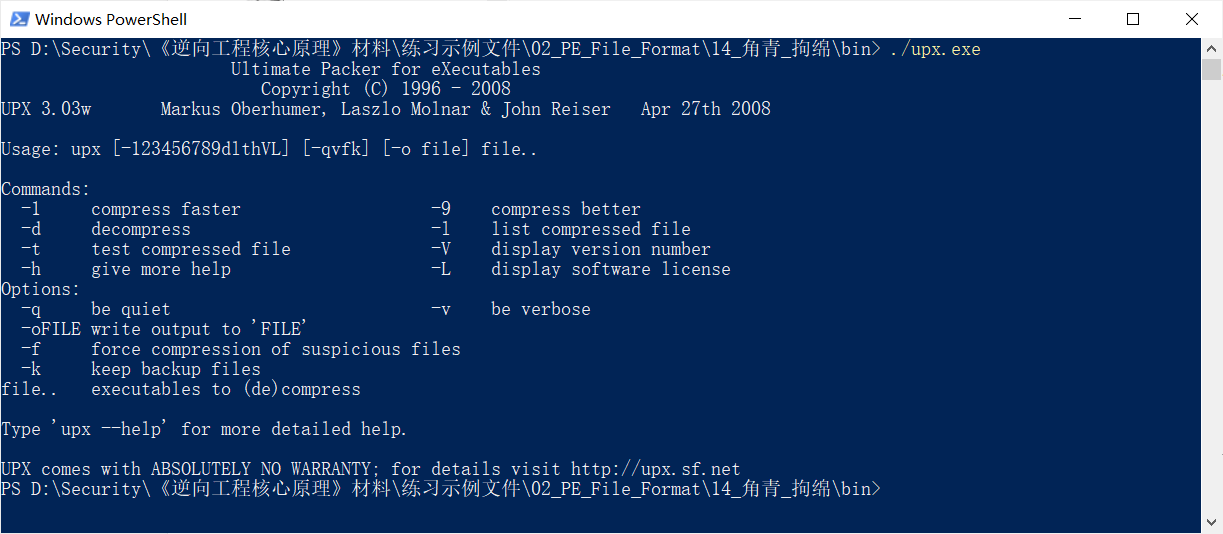 Windows PowerShell
PS D:\Security\《逆向工程核心原理》材料\练习示例文件\02_PE_File_Format\14_角青_拘绵\bin> ./upx.exe
Ultimate Packer for eXecutables
Copyright (C) 1996 - 2008
UPX 3.03w Markus Oberhumer, Laszlo Molnar & John Reiser Apr 27th 2008
Usage: upx [-123456789dlthVL] [-qvfk] [-o file] file..
Commands:
-1 compress faster -9 compress better
-d decompress -l list compressed file
-t test compressed file -V display version number
-h give more help -L display software license
Options:
-q be quiet -v be verbose
-oFILE write output to 'FILE'
-f force compression of suspicious files
-k keep backup files
file.. executables to (de)compress
Type 'upx --help' for more detailed help.
UPX comes with ABSOLUTELY NO WARRANTY; for details visit http://upx.sf.net
PS D:\Security\《逆向工程核心原理》材料\练习示例文件\02_PE_File_Format\14_角青_拘绵\bin>